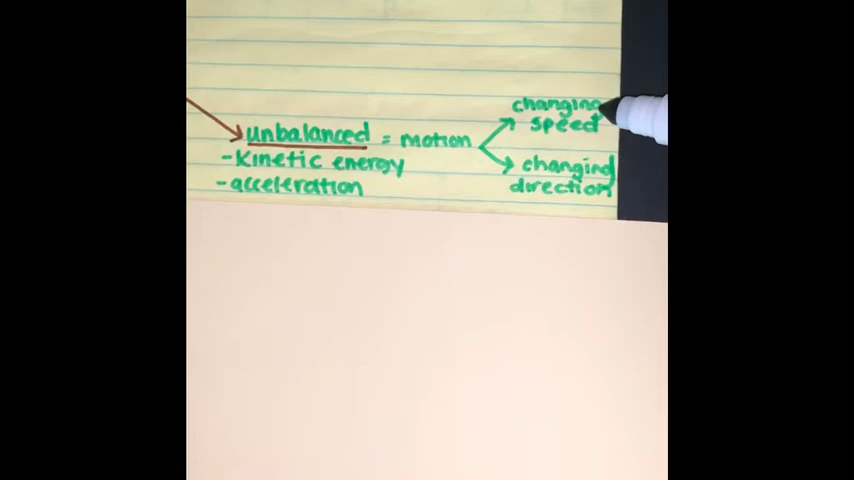 unbalanced = motion
-Kinetic energy
-acceleration
changing
speed
changing
direction